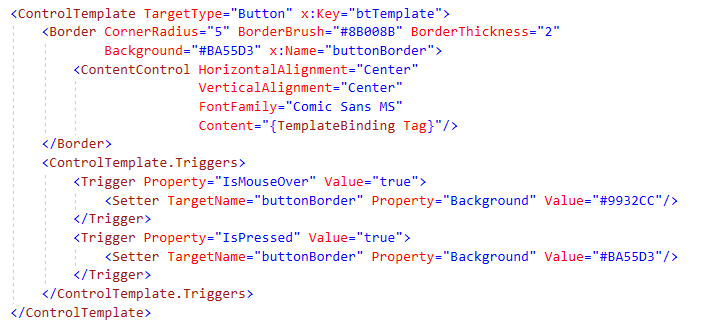 <ControlTemplate TargetType="Button" x:Key="btTemplate">
    <Border CornerRadius="5" BorderBrush="#8B008B" BorderThickness="2"
            Background="#BA55D3" x:Name="buttonBorder">
        <ContentControl HorizontalAlignment="Center"
                        VerticalAlignment="Center"
                        FontFamily="Comic Sans MS"
                        Content="{TemplateBinding Tag}"/>
    </Border>
    <ControlTemplate.Triggers>
        <Trigger Property="IsMouseOver" Value="true">
            <Setter TargetName="buttonBorder" Property="Background" Value="#9932CC"/>
        </Trigger>
        <Trigger Property="IsPressed" Value="true">
            <Setter TargetName="buttonBorder" Property="Background" Value="#BA55D3"/>
        </Trigger>
    </ControlTemplate.Triggers>
</ControlTemplate>